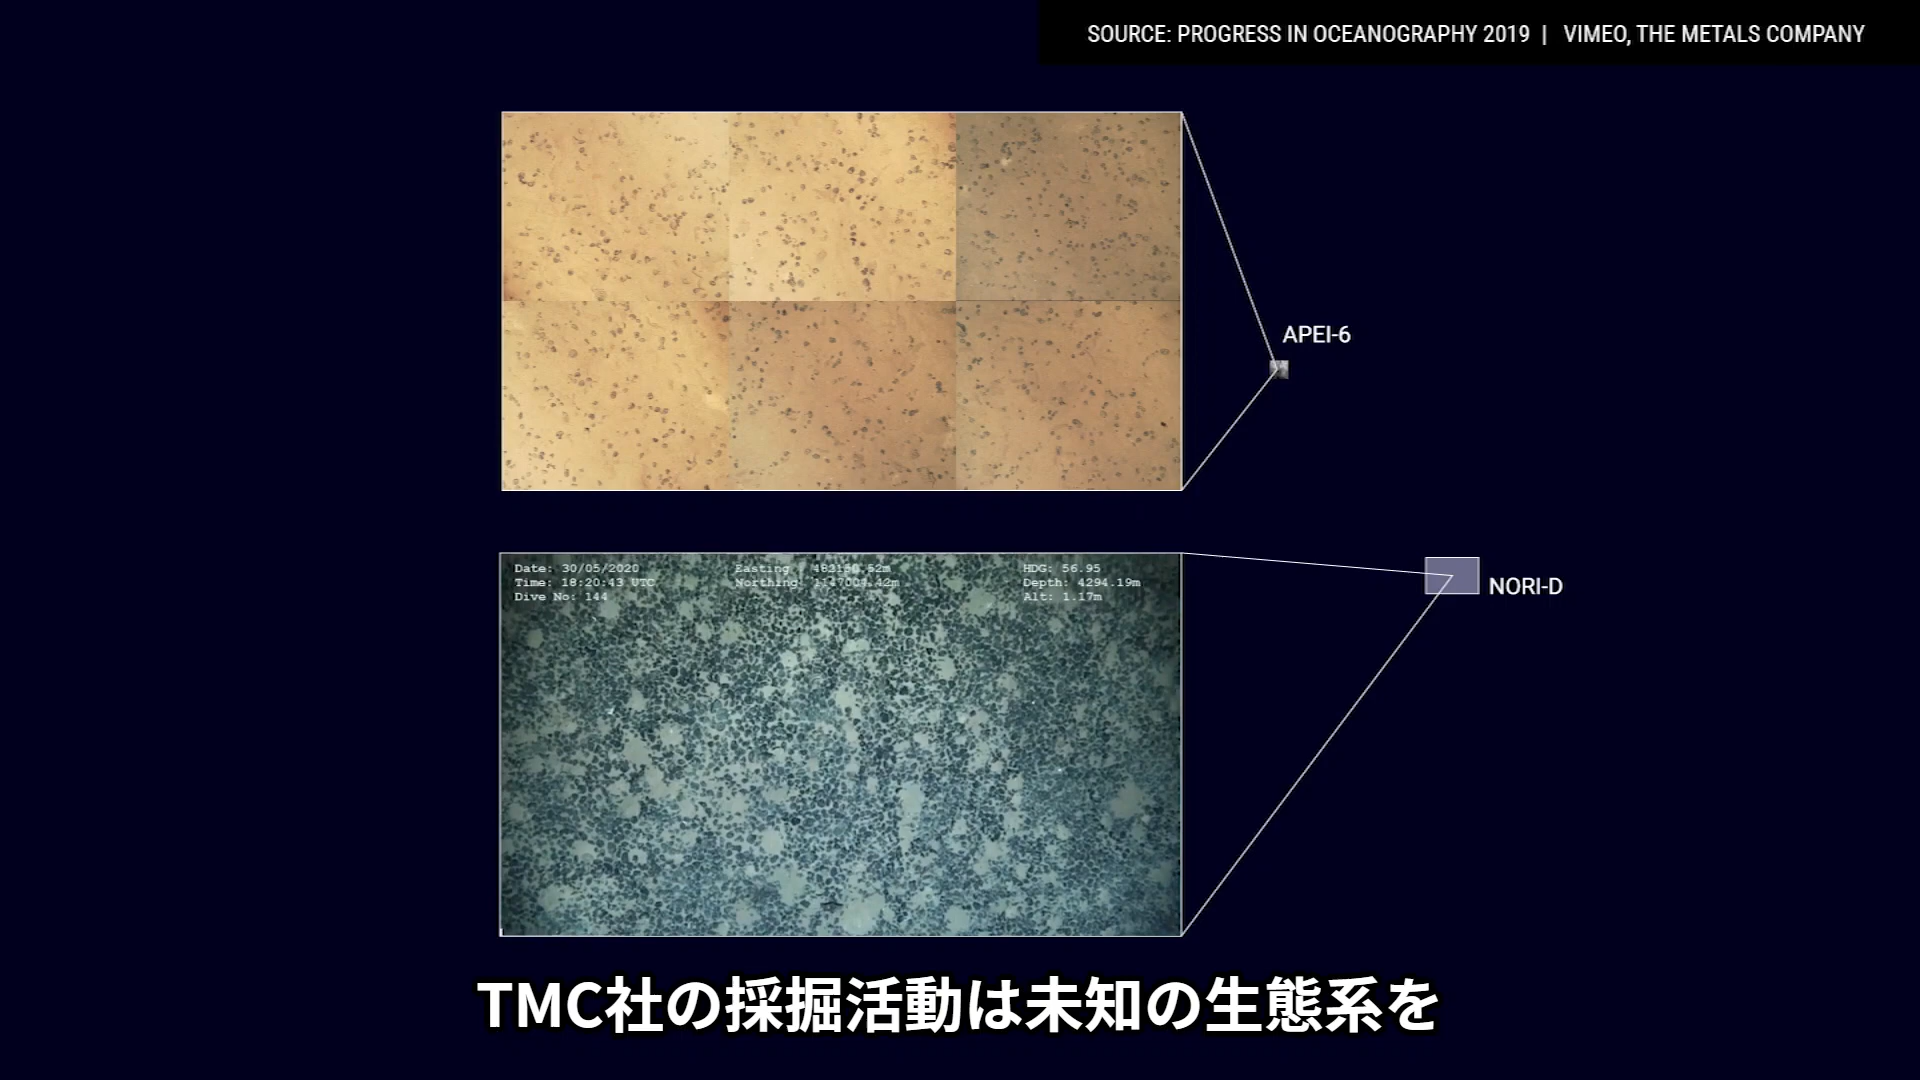 SOURCE: PROGRESS IN OCEANOGRAPHY 2019 | VIMEO, THE METALS COMPANY
APEI-6
Date: 30/05/2020
Time: 18:20:43 UTC
Dive No: 144
Easting
Northing
HDG: 56.95
Depth: 4294.19m
Alt: 1.17m
NORI-D
TMC社の採掘活動は未知の生態系を